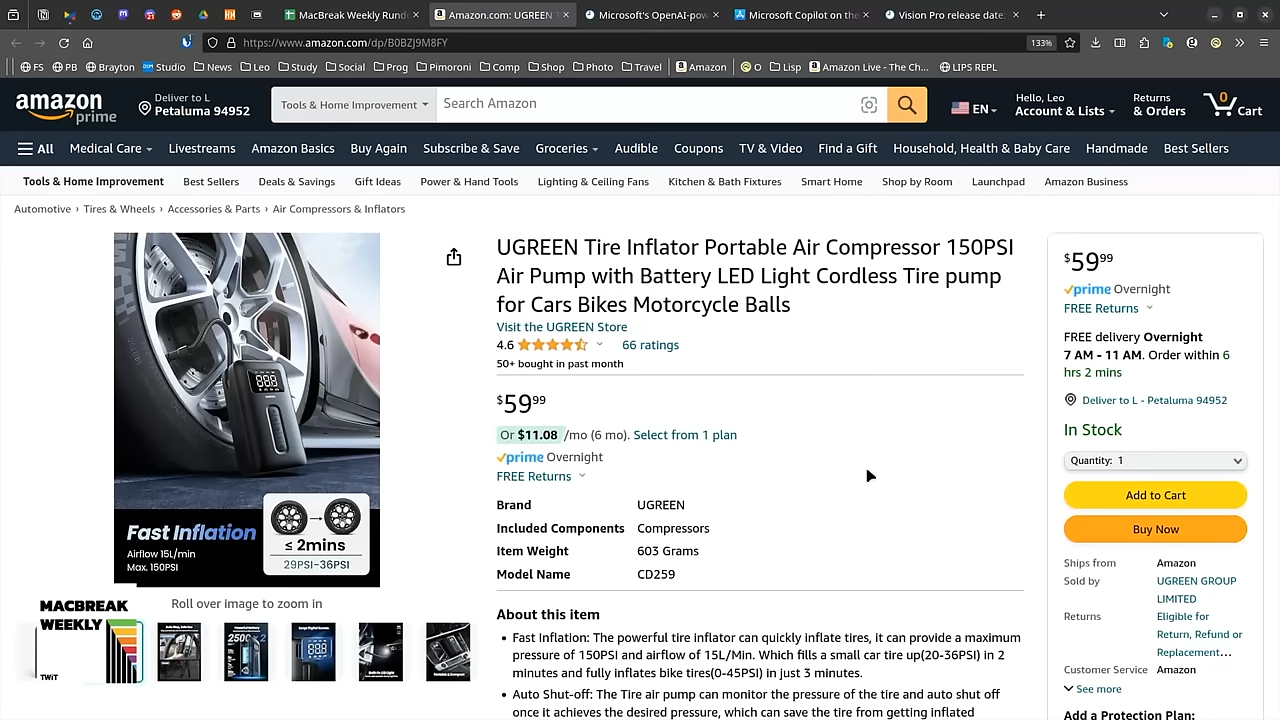 MacBreak Weekly Rund
Amazon.com: UGREEN T
Microsoft's OpenAI-pow
Microsoft Copilot on the
Vision Pro release date:
https://www.amazon.com/dp/B0BZJ9M8FY
133%
FS PB Brayton Studio News Leo Study Social Prog Pimoroni Comp Shop Photo Travel Amazon O Lisp Amazon Live - The Ch... LIPS REPL
amazon prime
Deliver to L
Petaluma 94952
Tools & Home Improvement
Search Amazon
EN
Hello, Leo
Account & Lists
Returns
& Orders
0
Cart
All Medical Care Livestreams Amazon Basics Buy Again Subscribe & Save Groceries Audible Coupons TV & Video Find a Gift Household, Health & Baby Care Handmade Best Sellers
Tools & Home Improvement Best Sellers Deals & Savings Gift Ideas Power & Hand Tools Lighting & Ceiling Fans Kitchen & Bath Fixtures Smart Home Shop by Room Launchpad Amazon Business
Automotive › Tires & Wheels › Accessories & Parts › Air Compressors & Inflators
Fast Inflation
Airflow 15L/min
Max. 150PSI
≤ 2mins
29PSI-36PSI
Roll over image to zoom in
MACBREAK
WEEKLY
TWiT
UGREEN Tire Inflator Portable Air Compressor 150PSI
Air Pump with Battery LED Light Cordless Tire pump
for Cars Bikes Motorcycle Balls
Visit the UGREEN Store
4.6 66 ratings
50+ bought in past month
$5999
Or $11.08 /mo (6 mo). Select from 1 plan
prime Overnight
FREE Returns
Brand UGREEN
Included Components Compressors
Item Weight 603 Grams
Model Name CD259
About this item
• Fast Inflation: The powerful tire inflator can quickly inflate tires, it can provide a maximum
pressure of 150PSI and airflow of 15L/Min. Which fills a small car tire up(20-36PSI) in 2
minutes and fully inflates bike tires(0-45PSI) in just 3 minutes.
• Auto Shut-off: The Tire air pump can monitor the pressure of the tire and auto shut off
once it achieves the desired pressure, which can save the tire from getting inflated
$5999
prime Overnight
FREE Returns
FREE delivery Overnight
7 AM - 11 AM. Order within 6
hrs 2 mins
Deliver to L - Petaluma 94952
In Stock
Quantity: 1
Add to Cart
Buy Now
Ships from Amazon
Sold by UGREEN GROUP
LIMITED
Returns Eligible for
Return, Refund or
Replacement...
Customer Service Amazon
See more
Add a Protection Plan: